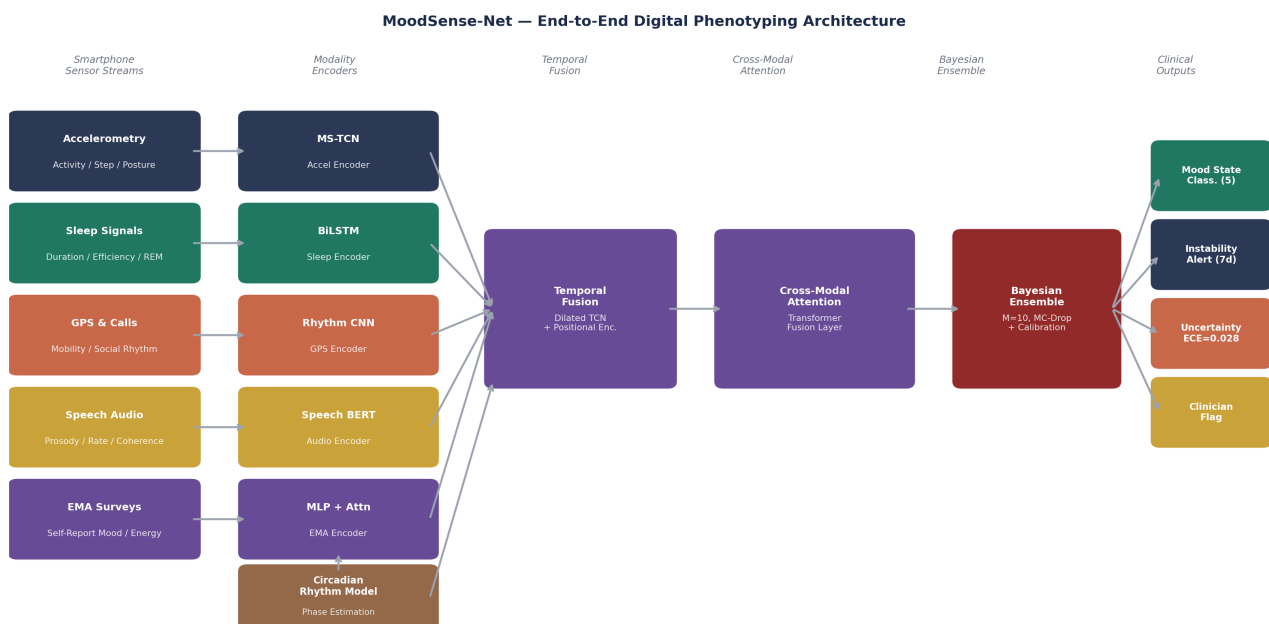 MoodSense-Net — End-to-End Digital Phenotyping Architecture
Smartphone
Sensor Streams
Modality
Encoders
Temporal
Fusion
Cross-Modal
Attention
Bayesian
Ensemble
Clinical
Outputs
Accelerometry
Activity / Step / Posture
MS-TCN
Accel Encoder
Sleep Signals
Duration / Efficiency / REM
BiLSTM
Sleep Encoder
GPS & Calls
Mobility / Social Rhythm
Rhythm CNN
GPS Encoder
Speech Audio
Prosody / Rate / Coherence
Speech BERT
Audio Encoder
EMA Surveys
Self-Report Mood / Energy
MLP + Attn
EMA Encoder
Circadian
Rhythm Model
Phase Estimation
Temporal
Fusion
Dilated TCN
+ Positional Enc.
Cross-Modal
Attention
Transformer
Fusion Layer
Bayesian
Ensemble
M=10, MC-Drop
+ Calibration
Mood State
Class. (5)
Instability
Alert (7d)
Uncertainty
ECE=0.028
Clinician
Flag